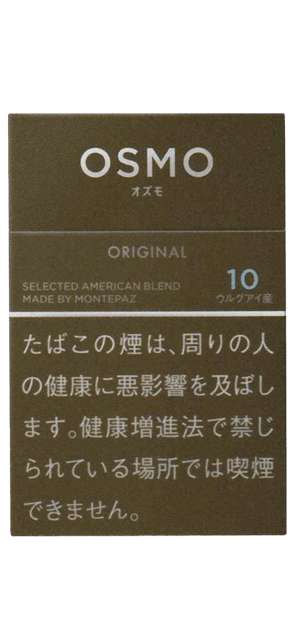 OSMO
オズモ
ORIGINAL
SELECTED AMERICAN BLEND
MADE BY MONTEPAZ
10
ウルグアイ産
たばこの煙は、周りの人
の健康に悪影響を及ぼし
ます。健康増進法で禁じ
られている場所では喫煙
できません。